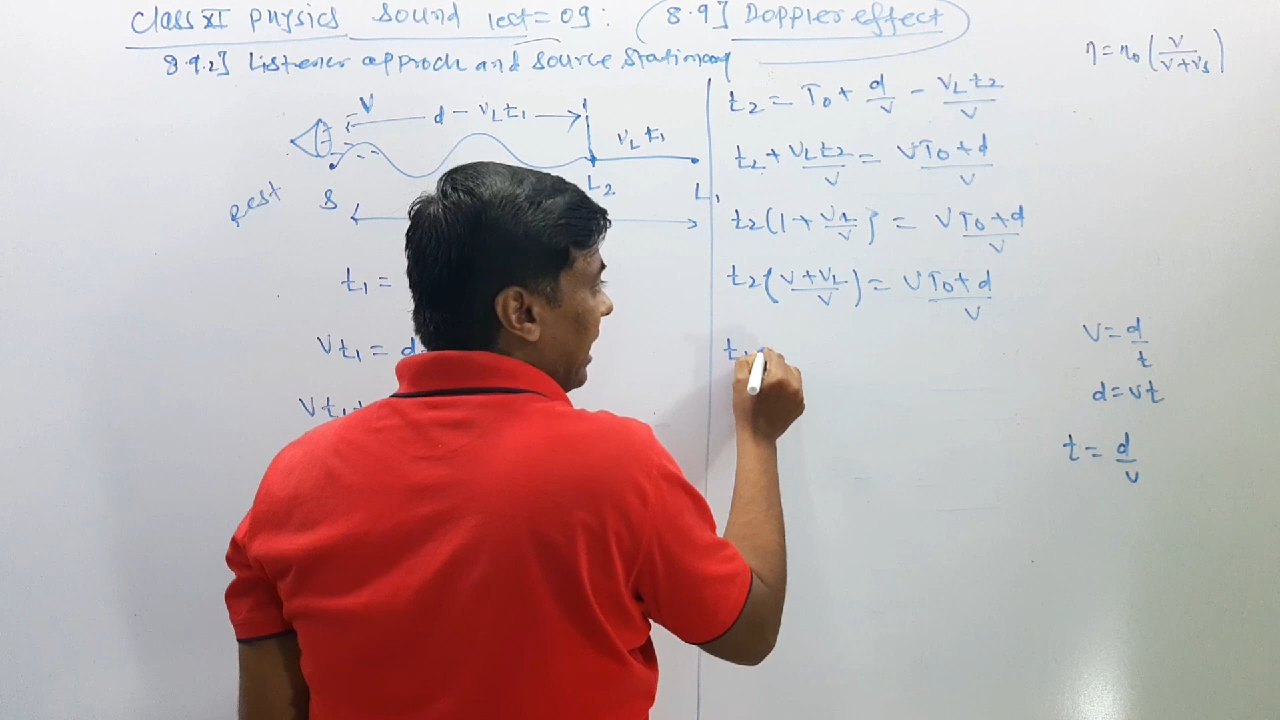 Class XI Physics Sound Lect = 09: 8.9] Doppler effect
8.9.2] Listener approch and Source stationary
η = η₀ (V/V+Vs)
V
d − VLt1
VLt1
S
L2
L1
Rest
t1 =
Vt1 = d
Vt1+
t2 = T0 + d/V − VLt2/V
t2 + VLt2/V = VT0+d/V
t2(1 + VL/V) = VT0+d/V
t2(V+VL/V) = VT0+d/V
V = d/t
d = Vt
t = d/V